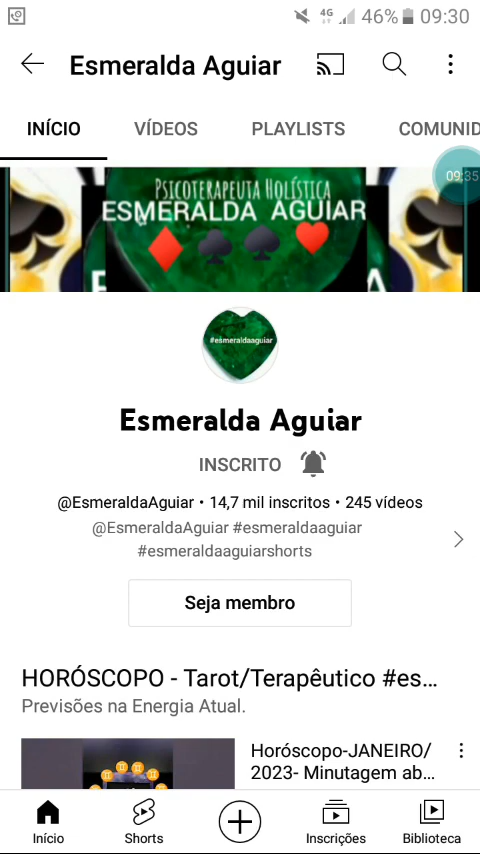 4G 46% 09:30
Esmeralda Aguiar
INÍCIO VÍDEOS PLAYLISTS COMUNID
09:35
PSICOTERAPEUTA HOLÍSTICA
ESMERALDA AGUIAR
#esmeraldaaguiar
Esmeralda Aguiar
INSCRITO
@EsmeraldaAguiar • 14,7 mil inscritos • 245 vídeos
@EsmeraldaAguiar #esmeraldaaguiar
#esmeraldaaguiarshorts
Seja membro
HORÓSCOPO - Tarot/Terapêutico #es...
Previsões na Energia Atual.
Horóscopo-JANEIRO/
2023- Minutagem ab...
Início Shorts Inscrições Biblioteca